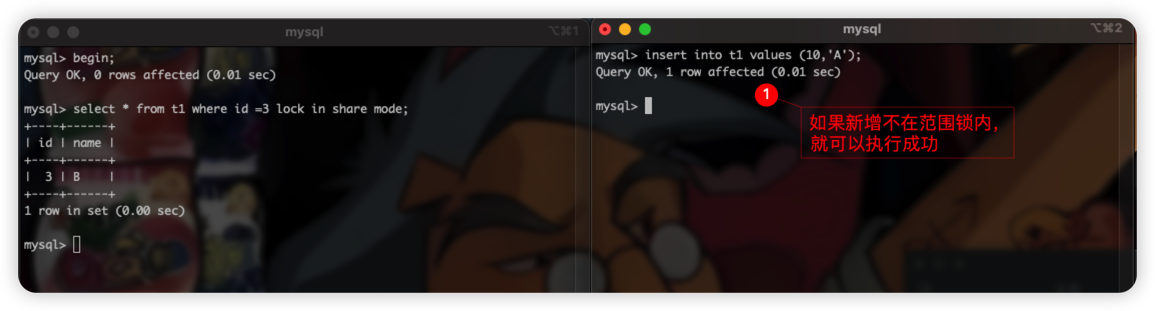 mysql
⌥⌘1
mysql> begin;
Query OK, 0 rows affected (0.01 sec)
mysql> select * from t1 where id =3 lock in share mode;
+----+------+
| id | name |
+----+------+
|  3 | B    |
+----+------+
1 row in set (0.00 sec)
mysql>
mysql
⌥⌘2
mysql> insert into t1 values (10,'A');
Query OK, 1 row affected (0.01 sec)
mysql>
1
如果新增不在范围锁内，
就可以执行成功